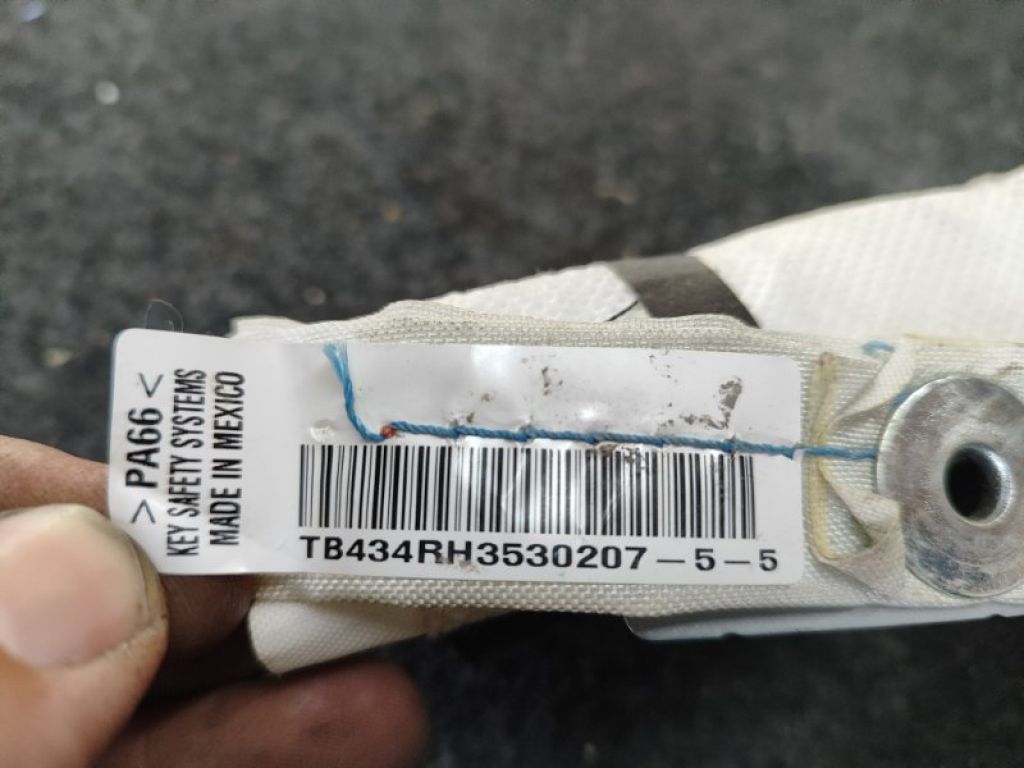 >PA66<
KEY SAFETY SYSTEMS
MADE IN MEXICO
TB434RH3530207-5-5